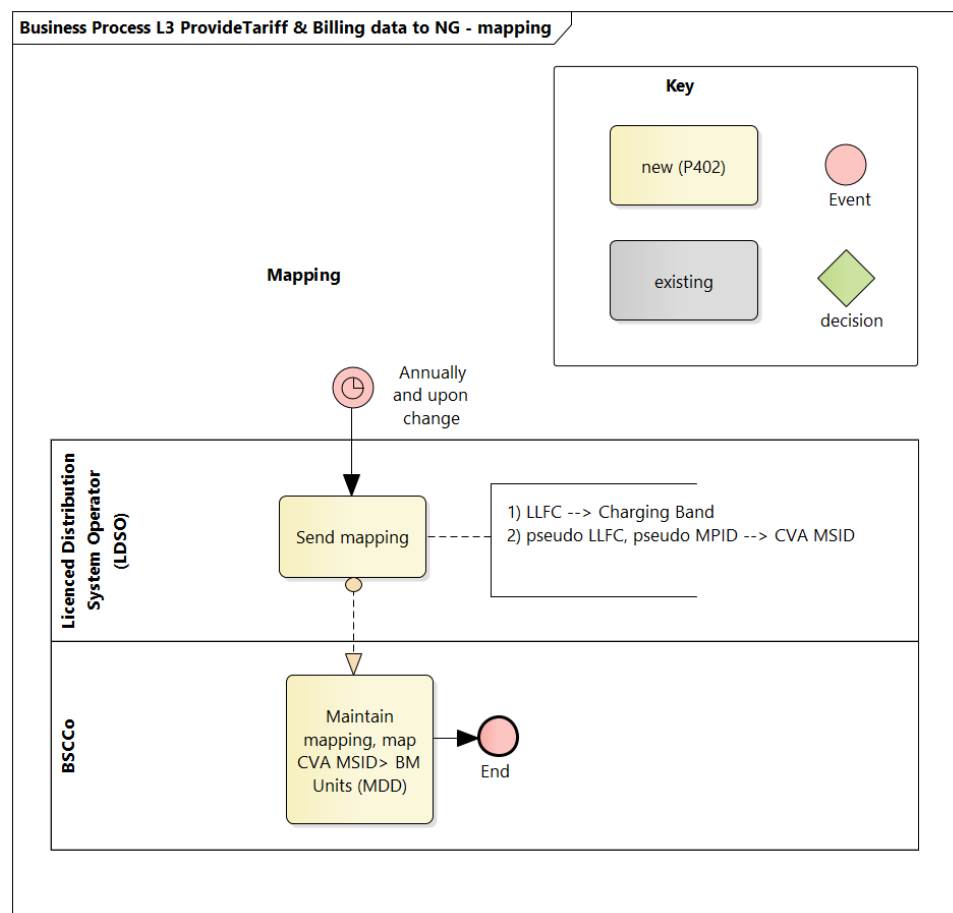 Business Process L3 ProvideTariff & Billing data to NG - mapping
Key
new (P402)
Event
existing
decision
Mapping
Annually
and upon
change
Licenced Distribution
System Operator
(LDSO)
Send mapping
1) LLFC --> Charging Band
2) pseudo LLFC, pseudo MPID --> CVA MSID
BSCCo
Maintain
mapping, map
CVA MSID> BM
Units (MDD)
End